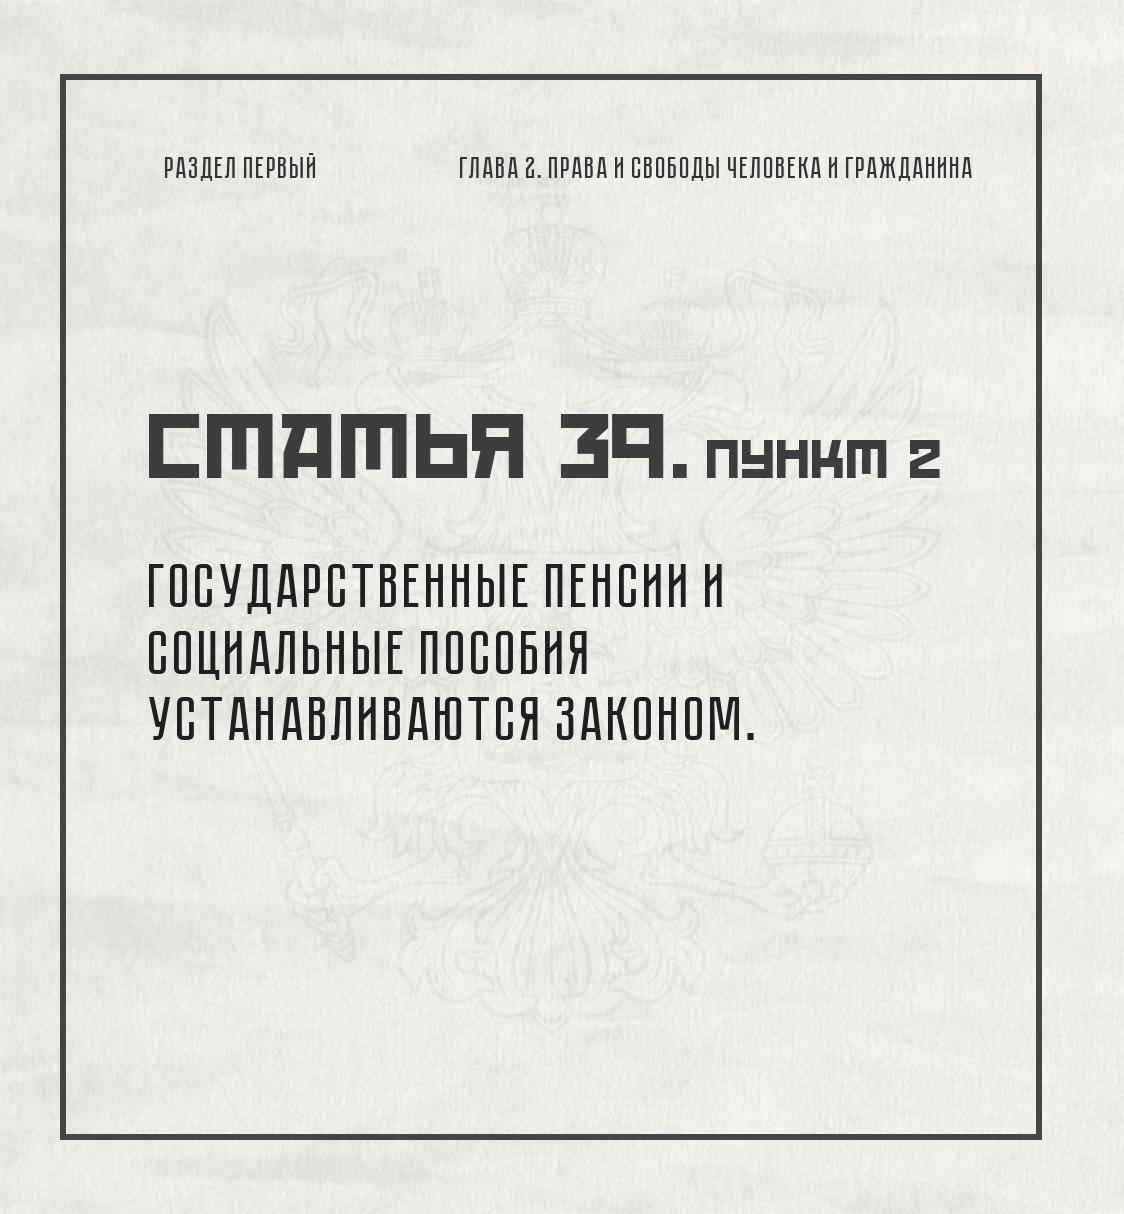 РАЗДЕЛ ПЕРВЫЙ
ГЛАВА 2. ПРАВА И СВОБОДЫ ЧЕЛОВЕКА И ГРАЖДАНИНА
СТАТЬЯ 39. ПУНКТ 2
ГОСУДАРСТВЕННЫЕ ПЕНСИИ И
СОЦИАЛЬНЫЕ ПОСОБИЯ
УСТАНАВЛИВАЮТСЯ ЗАКОНОМ.